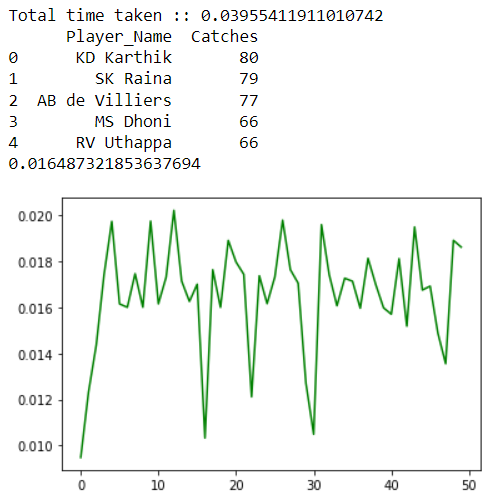 Total time taken :: 0.03955411911010742
Player_Name Catches
0 KD Karthik 80
1 SK Raina 79
2 AB de Villiers 77
3 MS Dhoni 66
4 RV Uthappa 66
0.016487321853637694
0.020
0.018
0.016
0.014
0.012
0.010
0 10 20 30 40 50